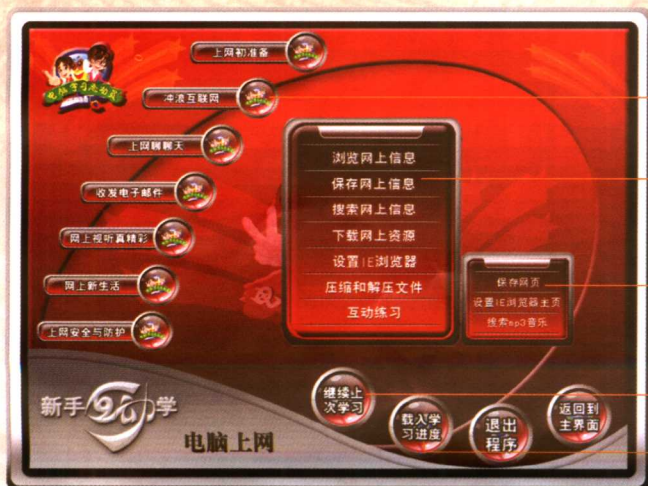 上网初准备
冲浪互联网
上网聊聊天
收发电子邮件
网上视听真精彩
网上新生活
上网安全与防护
浏览网上信息
保存网上信息
搜索网上信息
下载网上资源
设置IE浏览器
压缩和解压文件
互动练习
保存网页
设置IE浏览器主页
搜索mp3音乐
继续上
次学习
载入学
习进度
退出
程序
返回到
主界面
新手
学
电脑上网